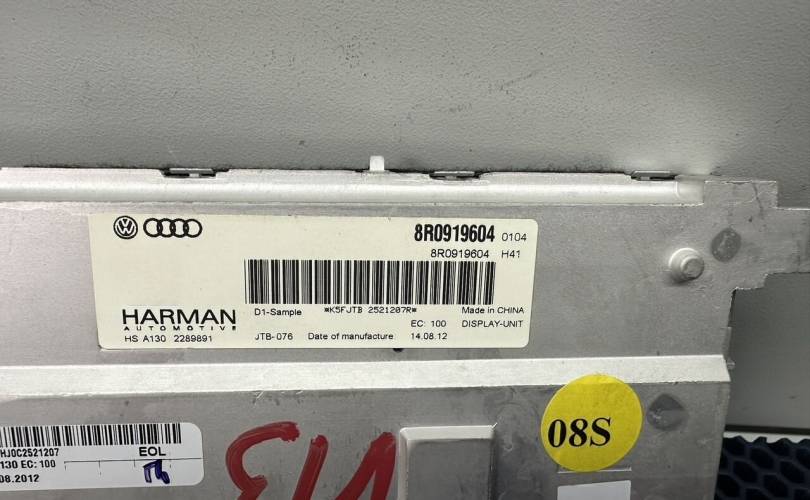 8R0919604 0104
8R0919604 H41
D1-Sample *K5FJTB 2521207R* Made in CHINA
HARMAN
AUTOMOTIVE
EC: 100 DISPLAY-UNIT
HS A130 2289891 JTB-076 Date of manufacture 14.08.12
08S
HJ0C2521207 EOL
130 EC: 100
08.2012